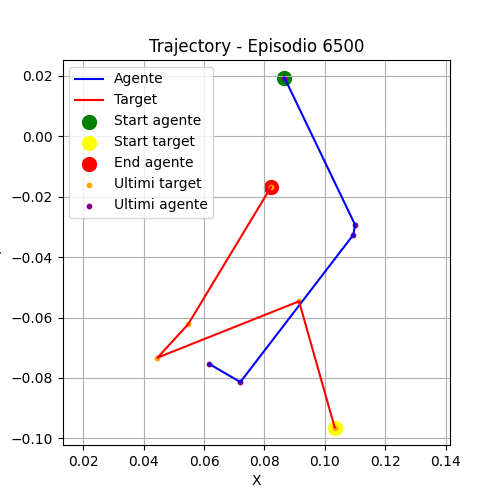 Trajectory - Episodio 6500
Agente
Target
Start agente
Start target
End agente
Ultimi target
Ultimi agente
0.02
0.00
−0.02
−0.04
−0.06
−0.08
−0.10
0.02 0.04 0.06 0.08 0.10 0.12 0.14
X